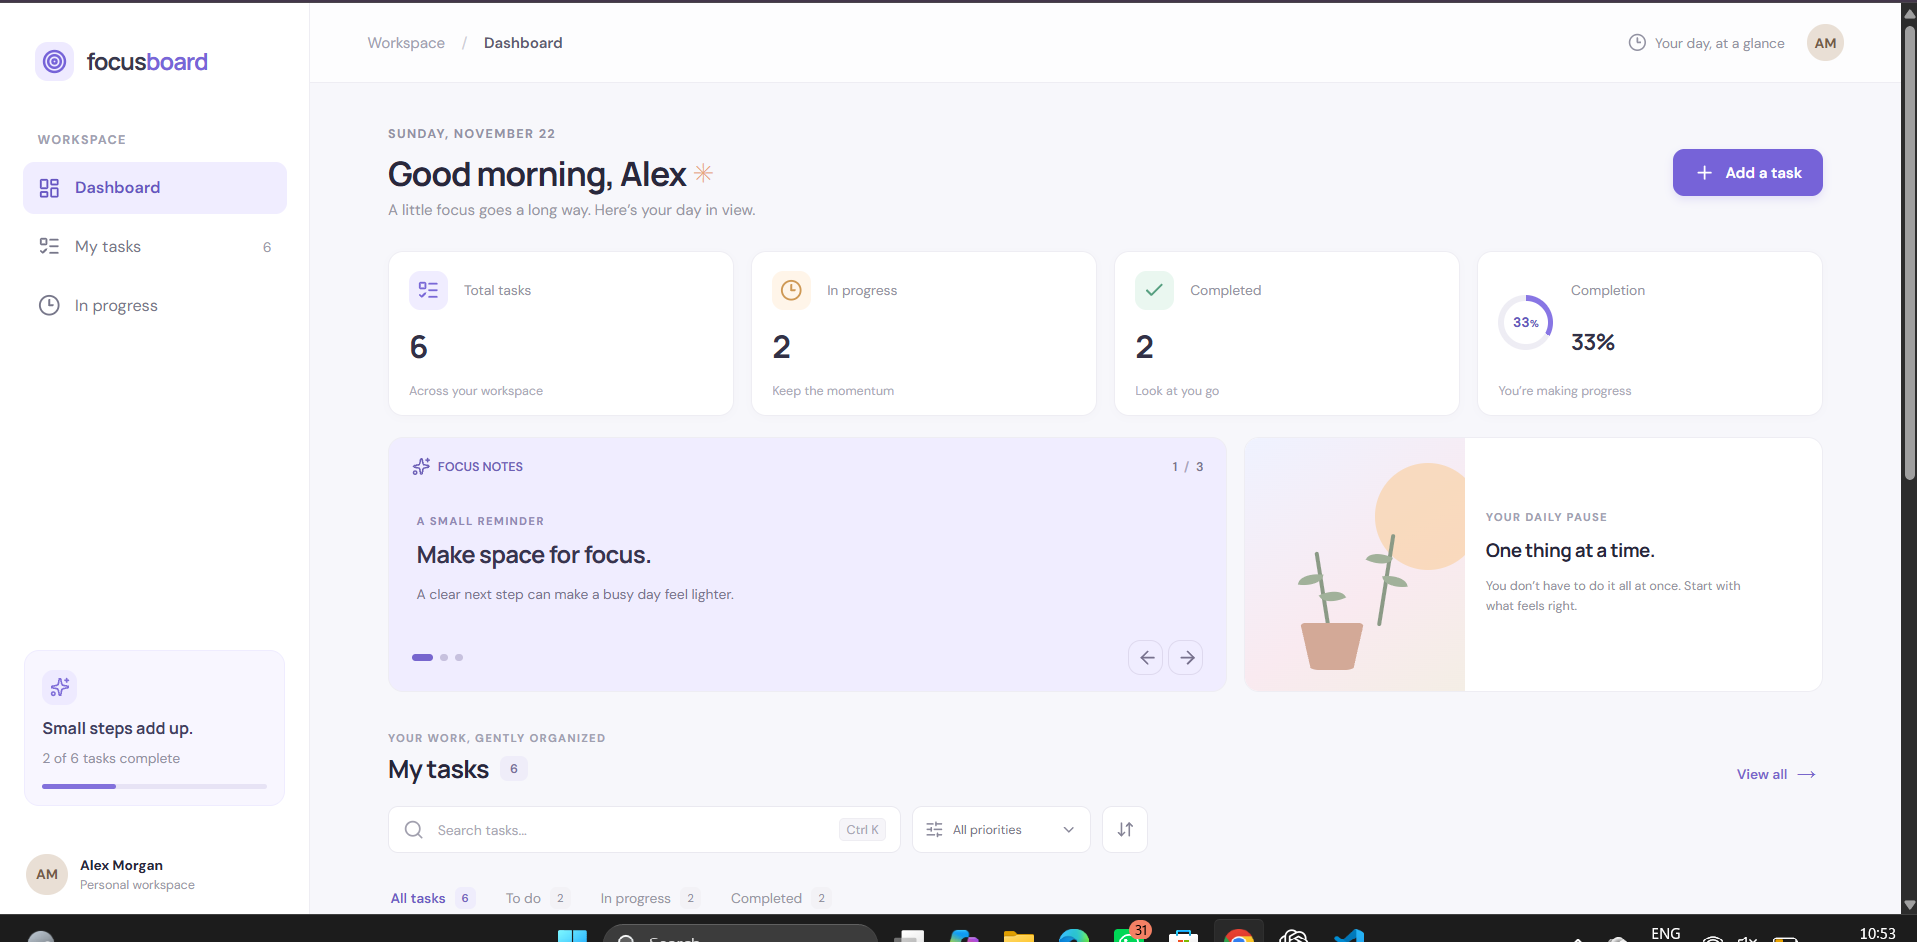 focusboard
WORKSPACE
Dashboard
My tasks 6
In progress
Small steps add up.
2 of 6 tasks complete
AM
Alex Morgan
Personal workspace
Workspace / Dashboard
Your day, at a glance
AM
SUNDAY, NOVEMBER 22
Good morning, Alex
A little focus goes a long way. Here’s your day in view.
+ Add a task
Total tasks
6
Across your workspace
In progress
2
Keep the momentum
Completed
2
Look at you go
Completion
33%
33%
You’re making progress
FOCUS NOTES
1 / 3
A SMALL REMINDER
Make space for focus.
A clear next step can make a busy day feel lighter.
YOUR DAILY PAUSE
One thing at a time.
You don’t have to do it all at once. Start with
what feels right.
YOUR WORK, GENTLY ORGANIZED
My tasks 6
View all
Search tasks...
Ctrl K
All priorities
All tasks 6
To do 2
In progress 2
Completed 2
Search
31
ENG
10:53